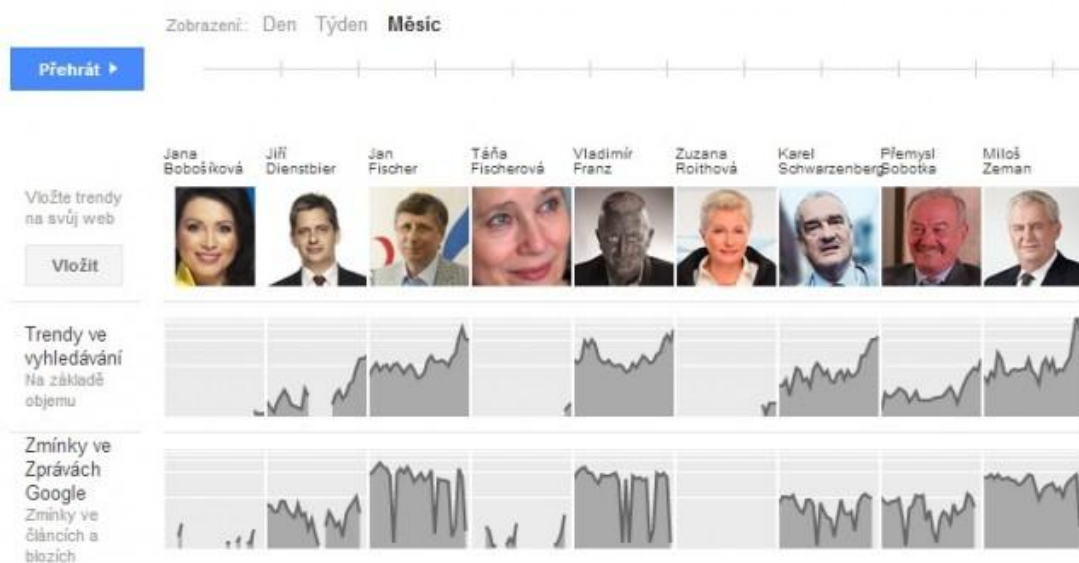 Zobrazení: Den Týden Měsíc
Přehrát
Jana
Bobošíková
Jiří
Dienstbier
Jan
Fischer
Táňa
Fischerová
Vladimír
Franz
Zuzana
Roithová
Karel
Schwarzenberg
Přemysl
Sobotka
Miloš
Zeman
Vložte trendy
na svůj web
Vložit
Trendy ve
vyhledávání
Na základě
objemu
Zmínky ve
Zprávách
Google
Zmínky ve
článcích a
blozích